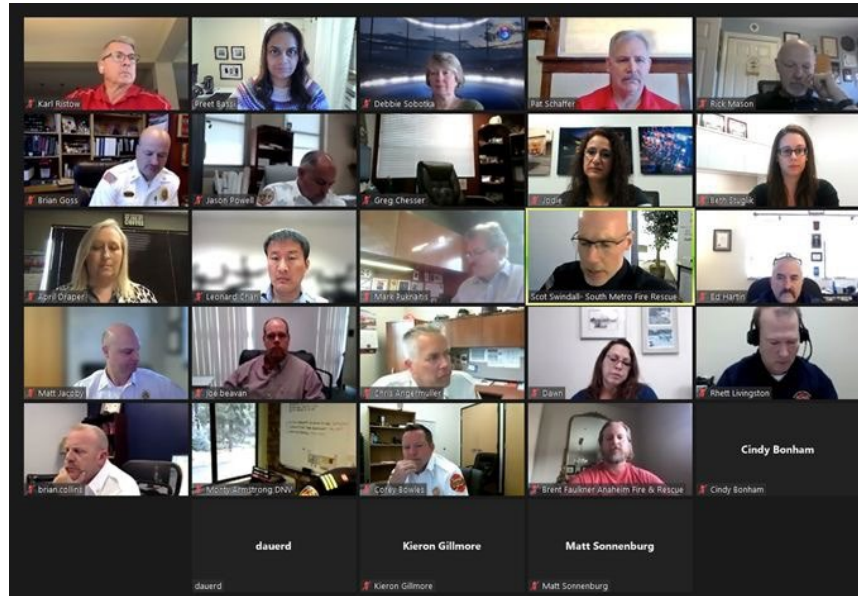 Karl Ristow
Preet Bassi
Debbie Sobotka
Pat Schaffer
Rick Mason
Brian Goss
Jason Powell
Greg Chesser
Jodie
Beth Stuglik
April Draper
Leonard Chan
Mark Puknaitis
Scot Swindall- South Metro Fire Rescue
Ed Hartin
Matt Jacoby
joe beavan
Chris Angermuller
Dawn
Rhett Livingston
brian.collins
Monty Armstrong DNV
Corey Bowles
Brent Faulkner Anaheim Fire & Rescue
Cindy Bonham
Cindy Bonham
dauerd
dauerd
Kieron Gillmore
Kieron Gillmore
Matt Sonnenburg
Matt Sonnenburg